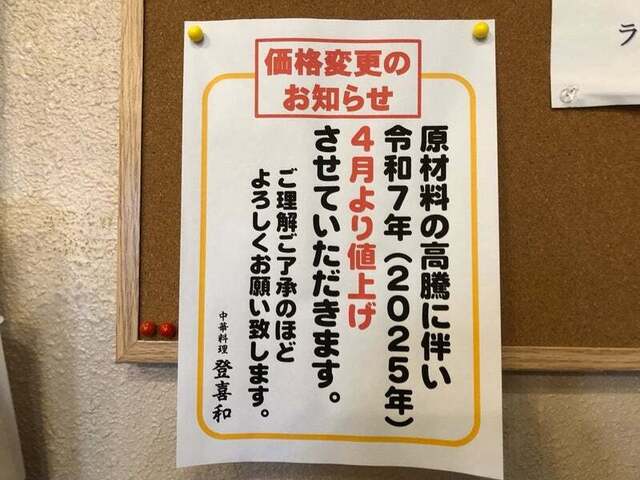 価格変更の
お知らせ
原材料の高騰に伴い
令和7年(2025年)
4月より値上げ
させていただきます。
ご理解ご了承のほど
よろしくお願い致します。
中華料理 登喜和
ラ